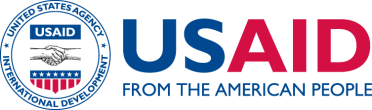 UNITED STATES AGENCY
USAID
INTERNATIONAL DEVELOPMENT
USAID
FROM THE AMERICAN PEOPLE